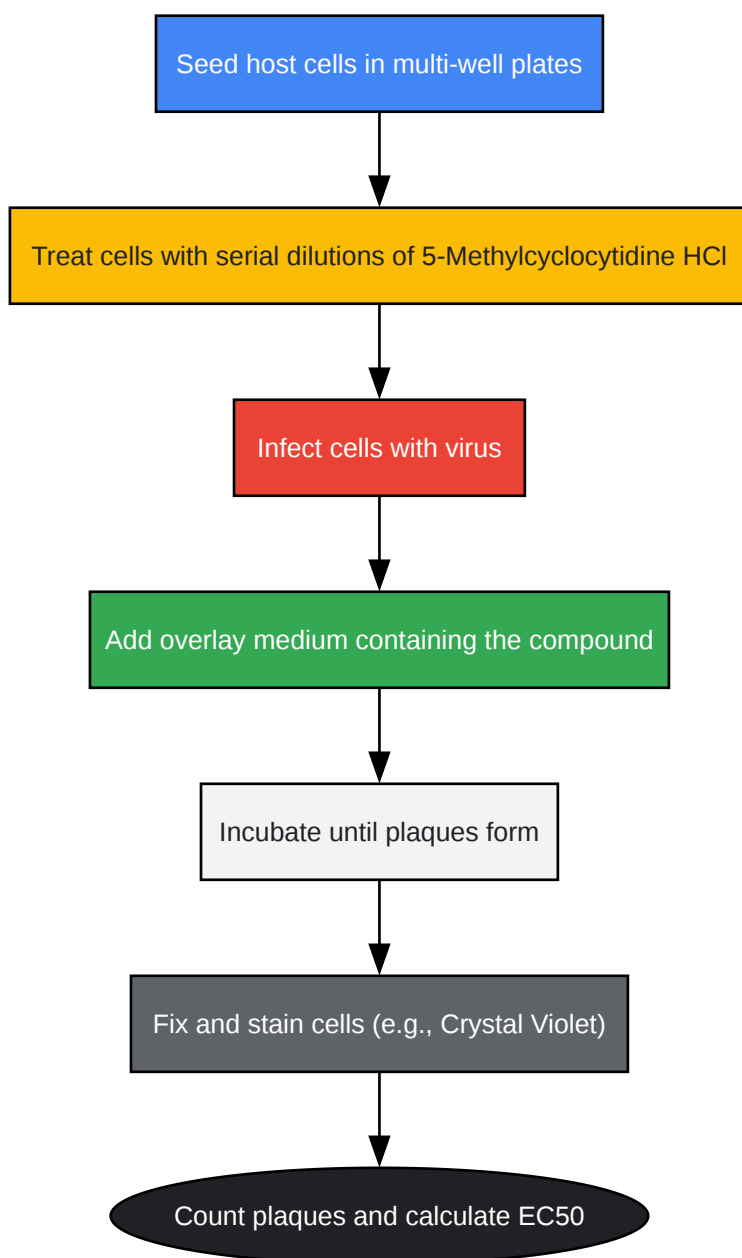 Seed host cells in multi-well plates
Treat cells with serial dilutions of 5-Methylcyclocytidine HCl
Infect cells with virus
Add overlay medium containing the compound
Incubate until plaques form
Fix and stain cells (e.g., Crystal Violet)
Count plaques and calculate EC50